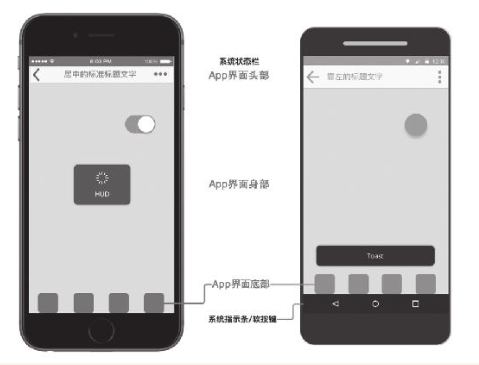 6:00 PM
100%
居中的标准标题文字
HUD
系统状态栏
App界面头部
App界面身部
App界面底部
系统指示条/软按键
12:30
靠左的标题文字
Toast